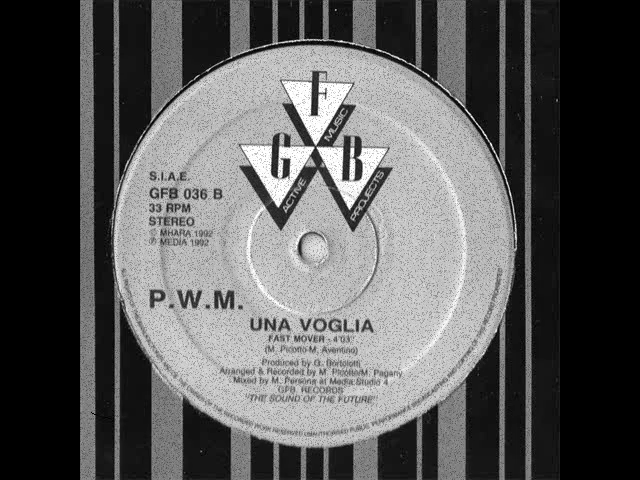 F
MUSIC
G B
ACTIVE
PROJECTS
S.I.A.E.
GFB 036 B
33 RPM
STEREO
© MHARA 1992
℗ MEDIA 1992
P.W.M.
UNA VOGLIA
FAST MOVER - 4'03"
(M. Picotto-M. Aventino)
Produced by G. Bortolotti
Arranged & Recorded by M. Picotto/M. Pagany
Mixed by M. Persona at Media Studio 4
GFB. RECORDS
"THE SOUND OF THE FUTURE"